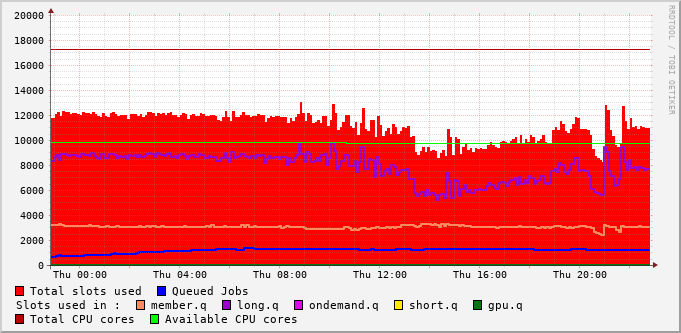 RRDTOOL / TOBI OETIKER
20000
18000
16000
14000
12000
10000
8000
6000
4000
2000
0
Thu 00:00 Thu 04:00 Thu 08:00 Thu 12:00 Thu 16:00 Thu 20:00
Total slots used Queued Jobs
Slots used in : member.q long.q ondemand.q short.q gpu.q
Total CPU cores Available CPU cores